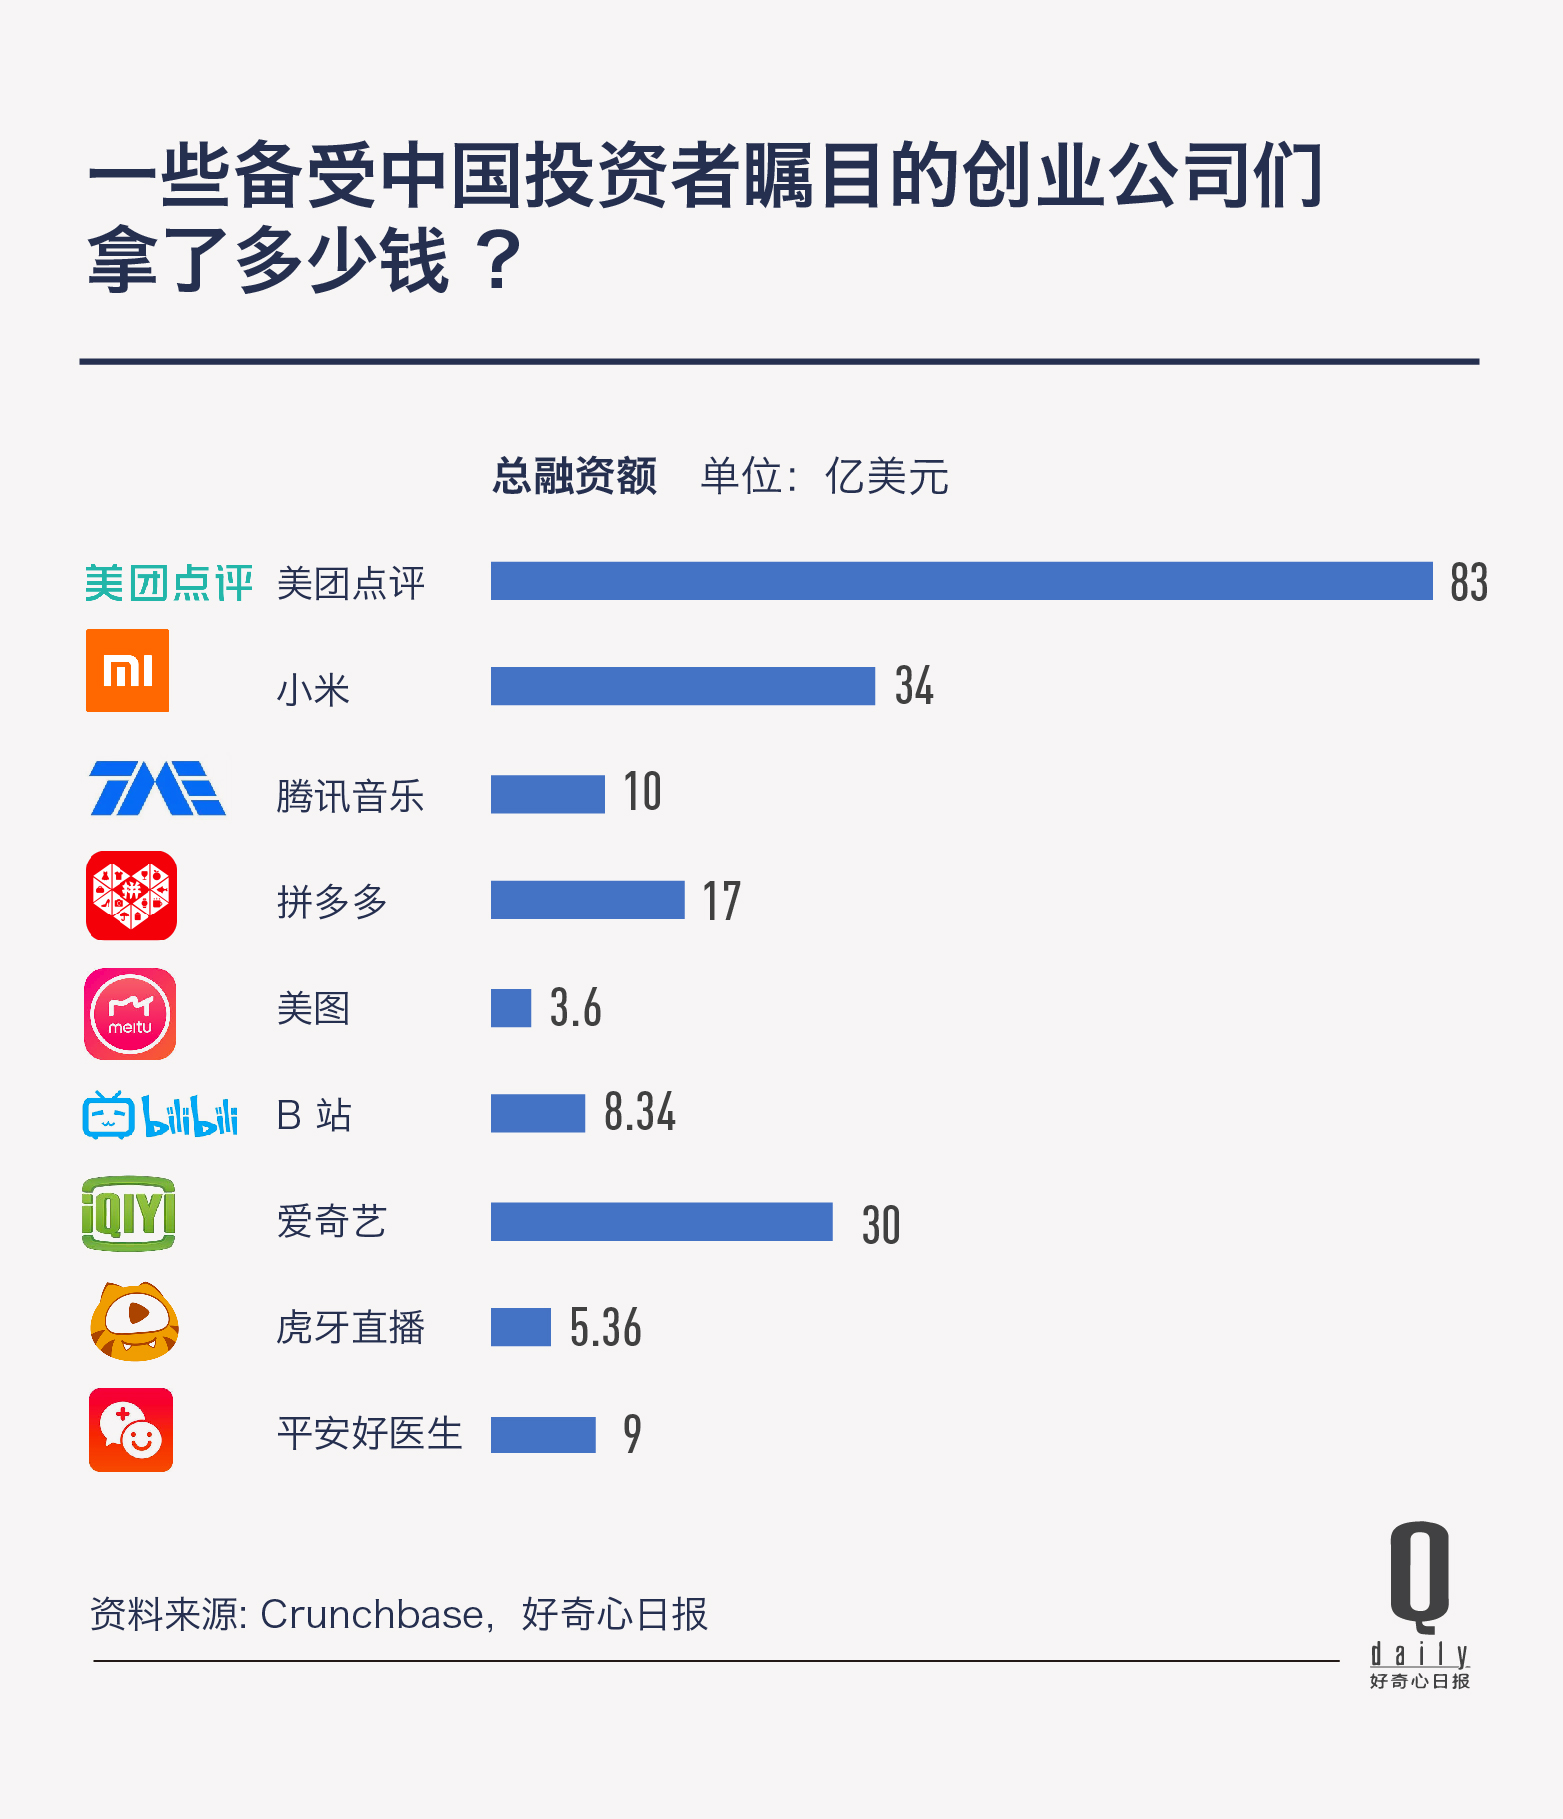 一些备受中国投资者瞩目的创业公司们
拿了多少钱 ？
总融资额 单位：亿美元
美团点评 美团点评 83
mi 小米 34
TME 腾讯音乐 10
拼 拼多多 17
meitu 美图 3.6
bilibili B 站 8.34
iQIYI 爱奇艺 30
虎牙直播 5.36
平安好医生 9
资料来源: Crunchbase，好奇心日报
Q
daily
好奇心日报